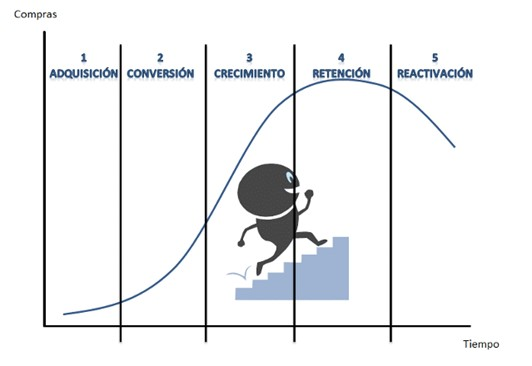 Compras
1
ADQUISICIÓN
2
CONVERSIÓN
3
CRECIMIENTO
4
RETENCIÓN
5
REACTIVACIÓN
Tiempo